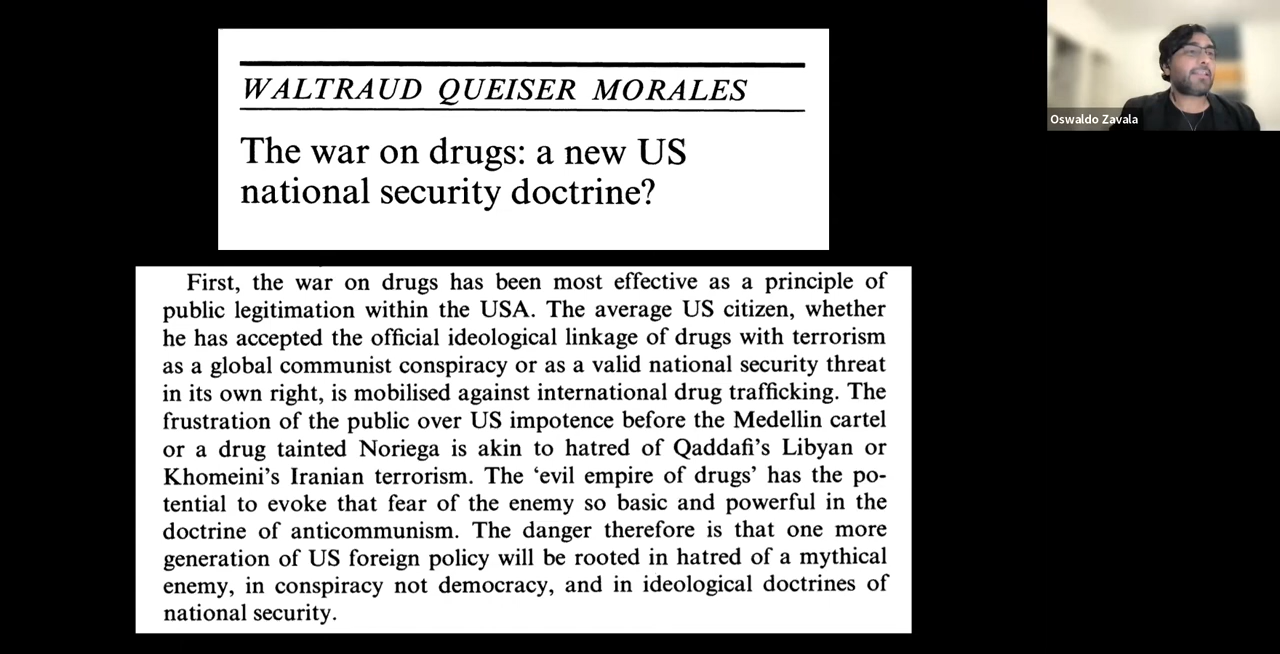 WALTRAUD QUEISER MORALES
The war on drugs: a new US
national security doctrine?
First, the war on drugs has been most effective as a principle of
public legitimation within the USA. The average US citizen, whether
he has accepted the official ideological linkage of drugs with terrorism
as a global communist conspiracy or as a valid national security threat
in its own right, is mobilised against international drug trafficking. The
frustration of the public over US impotence before the Medellin cartel
or a drug tainted Noriega is akin to hatred of Qaddafi's Libyan or
Khomeini's Iranian terrorism. The ‘evil empire of drugs’ has the po-
tential to evoke that fear of the enemy so basic and powerful in the
doctrine of anticommunism. The danger therefore is that one more
generation of US foreign policy will be rooted in hatred of a mythical
enemy, in conspiracy not democracy, and in ideological doctrines of
national security.
Oswaldo Zavala